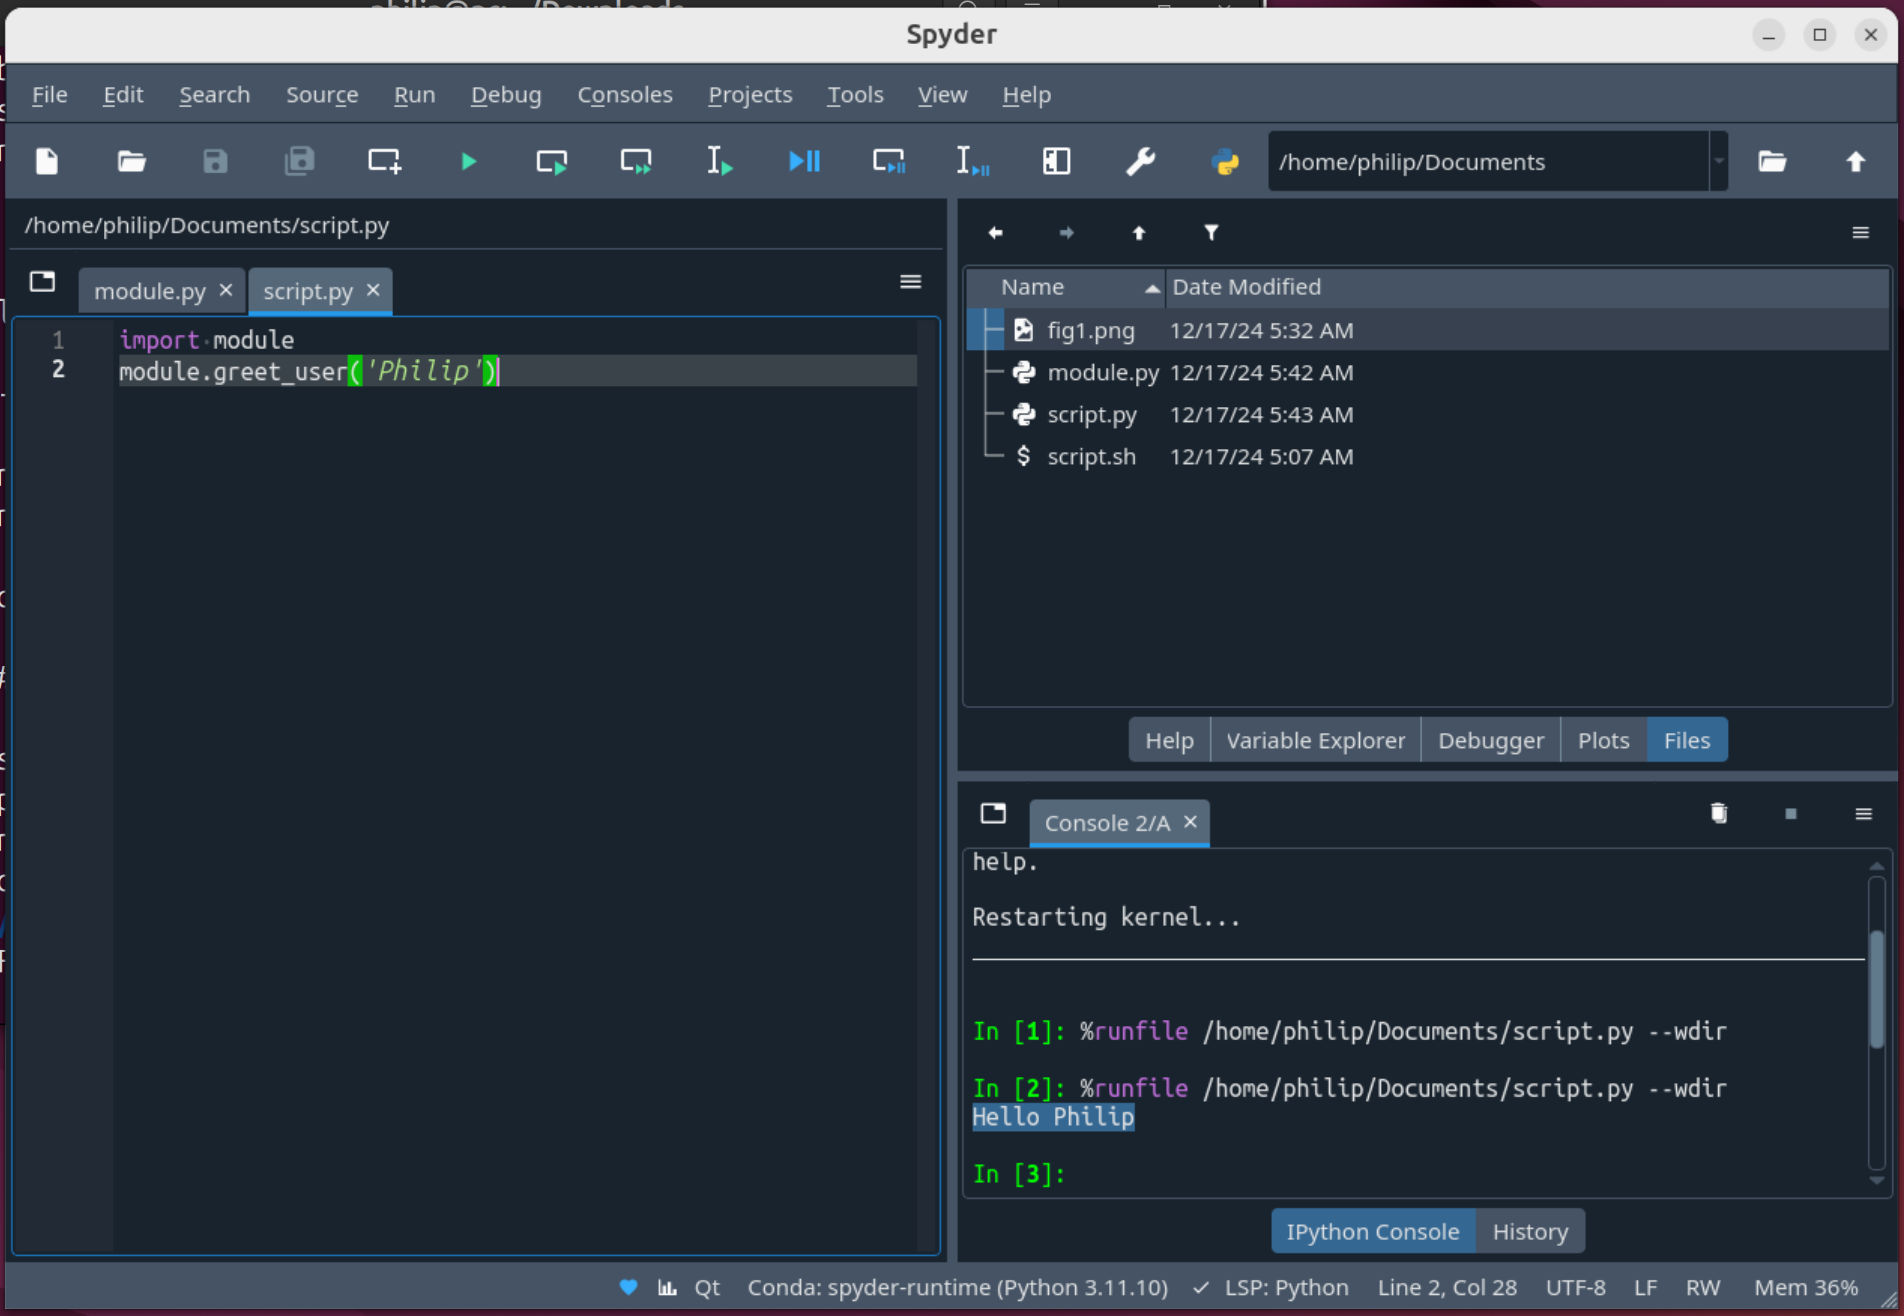 philip@pc: ~/Downloads
Spyder
File Edit Search Source Run Debug Consoles Projects Tools View Help
/home/philip/Documents
/home/philip/Documents/script.py
module.py script.py
1 import module
2 module.greet_user('Philip')
Name Date Modified
fig1.png 12/17/24 5:32 AM
module.py 12/17/24 5:42 AM
script.py 12/17/24 5:43 AM
script.sh 12/17/24 5:07 AM
Help Variable Explorer Debugger Plots Files
Console 2/A
help.
Restarting kernel...
In [1]: %runfile /home/philip/Documents/script.py --wdir
In [2]: %runfile /home/philip/Documents/script.py --wdir
Hello Philip
In [3]:
IPython Console History
Qt Conda: spyder-runtime (Python 3.11.10) ✓ LSP: Python Line 2, Col 28 UTF-8 LF RW Mem 36%